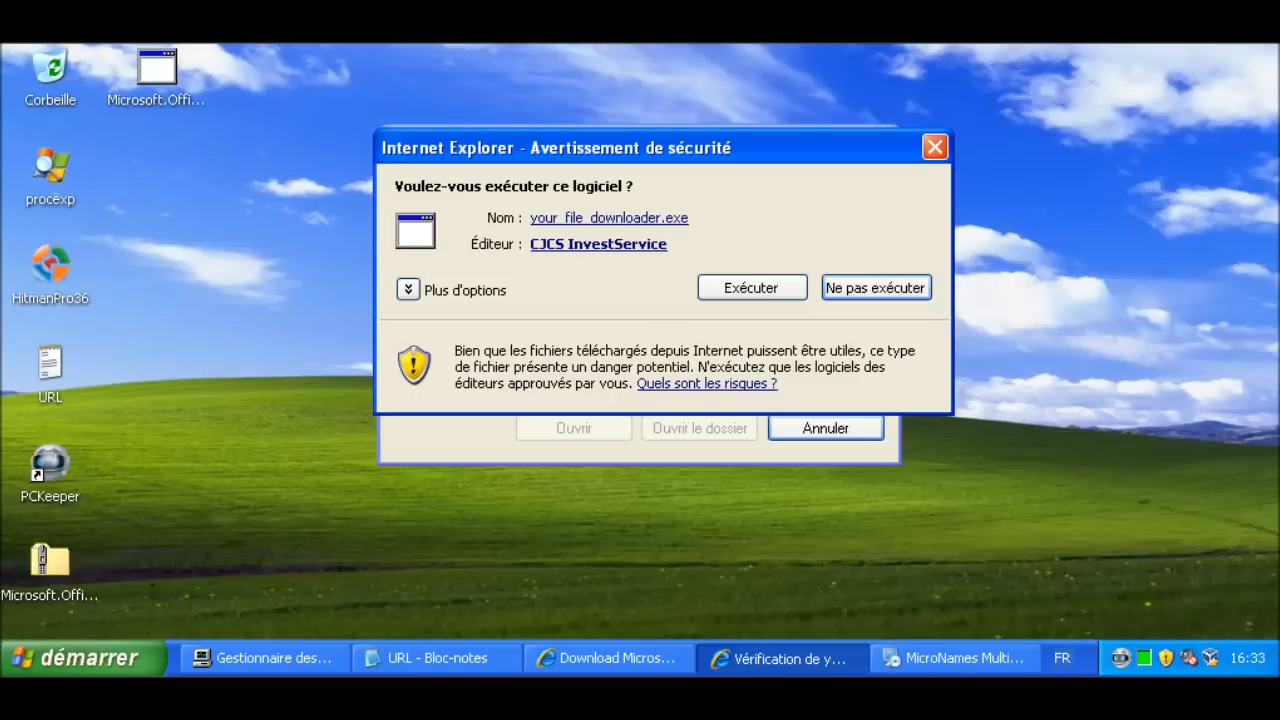 Corbeille
Microsoft.Offi...
procexp
HitmanPro36
URL
PCKeeper
Microsoft.Offi...
Internet Explorer - Avertissement de sécurité
Voulez-vous exécuter ce logiciel ?
Nom : your_file_downloader.exe
Éditeur : CJCS InvestService
Plus d'options
Exécuter
Ne pas exécuter
Bien que les fichiers téléchargés depuis Internet puissent être utiles, ce type
de fichier présente un danger potentiel. N'exécutez que les logiciels des
éditeurs approuvés par vous. Quels sont les risques ?
Ouvrir
Ouvrir le dossier
Annuler
démarrer
Gestionnaire des...
URL - Bloc-notes
Download Micros...
Vérification de y...
MicroNames Multi...
FR
16:33